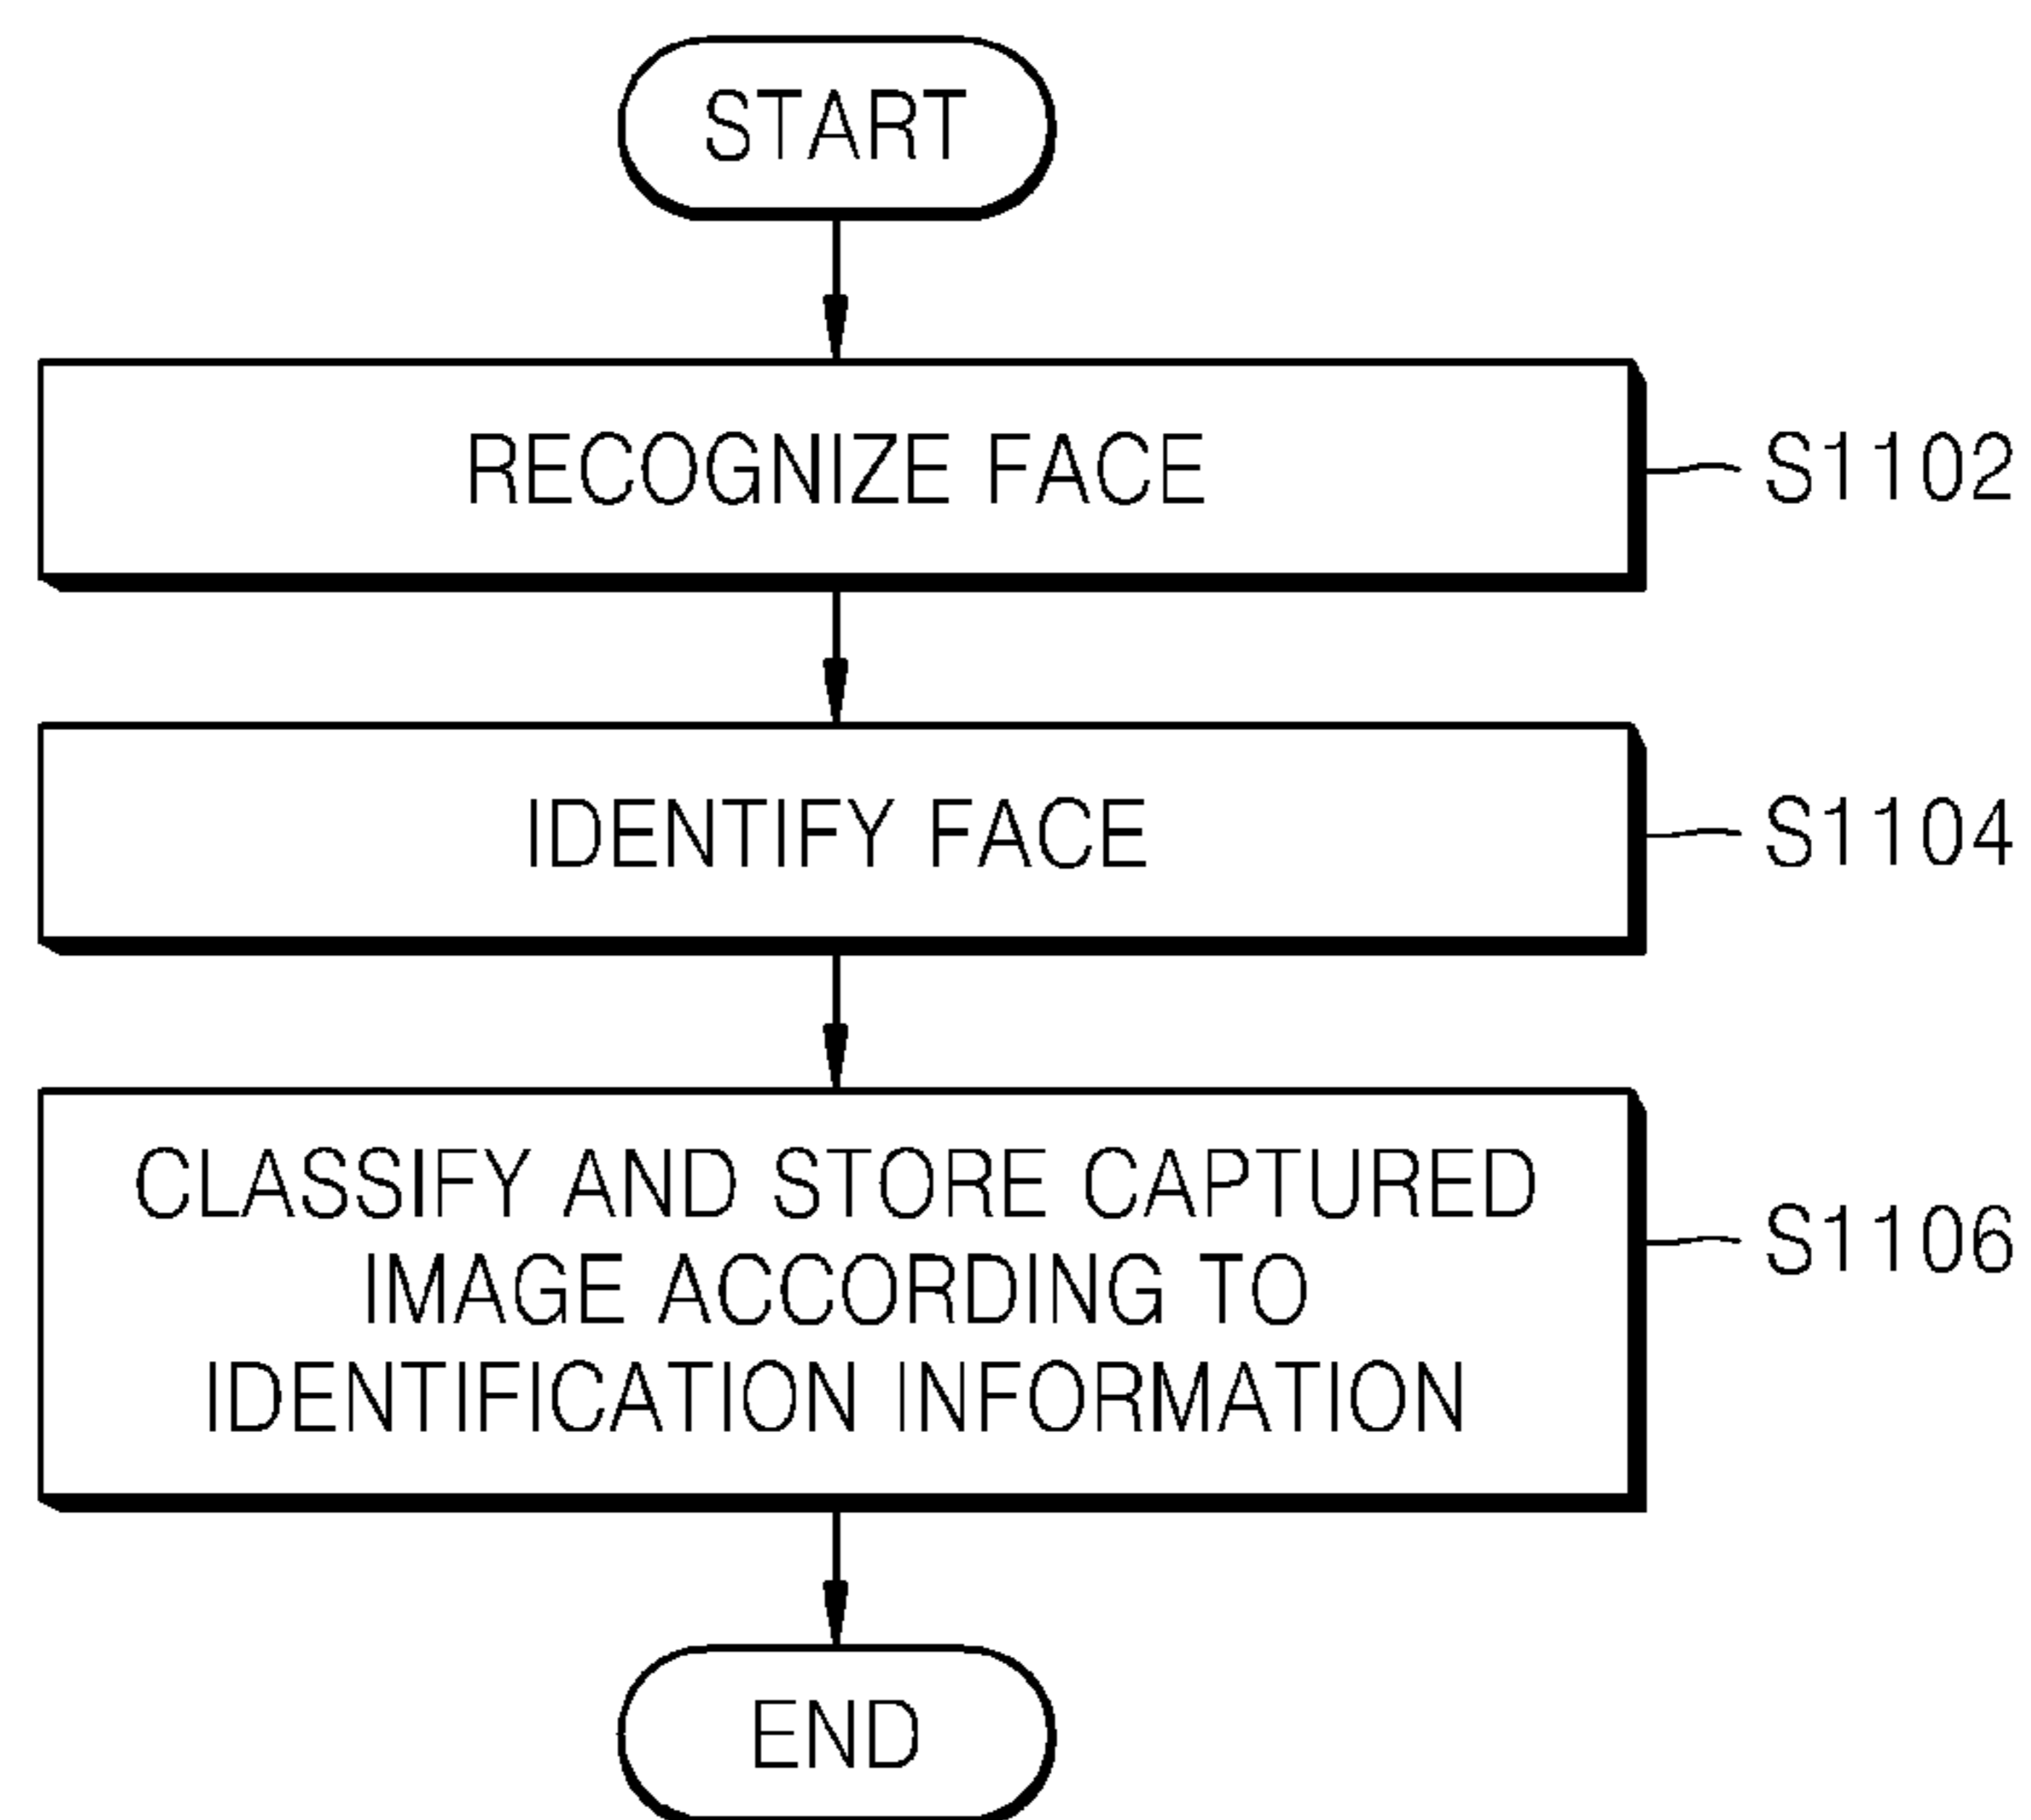 START
RECOGNIZE FACE
S1102
IDENTIFY FACE
S1104
CLASSIFY AND STORE CAPTURED
IMAGE ACCORDING TO
IDENTIFICATION INFORMATION
S1106
END